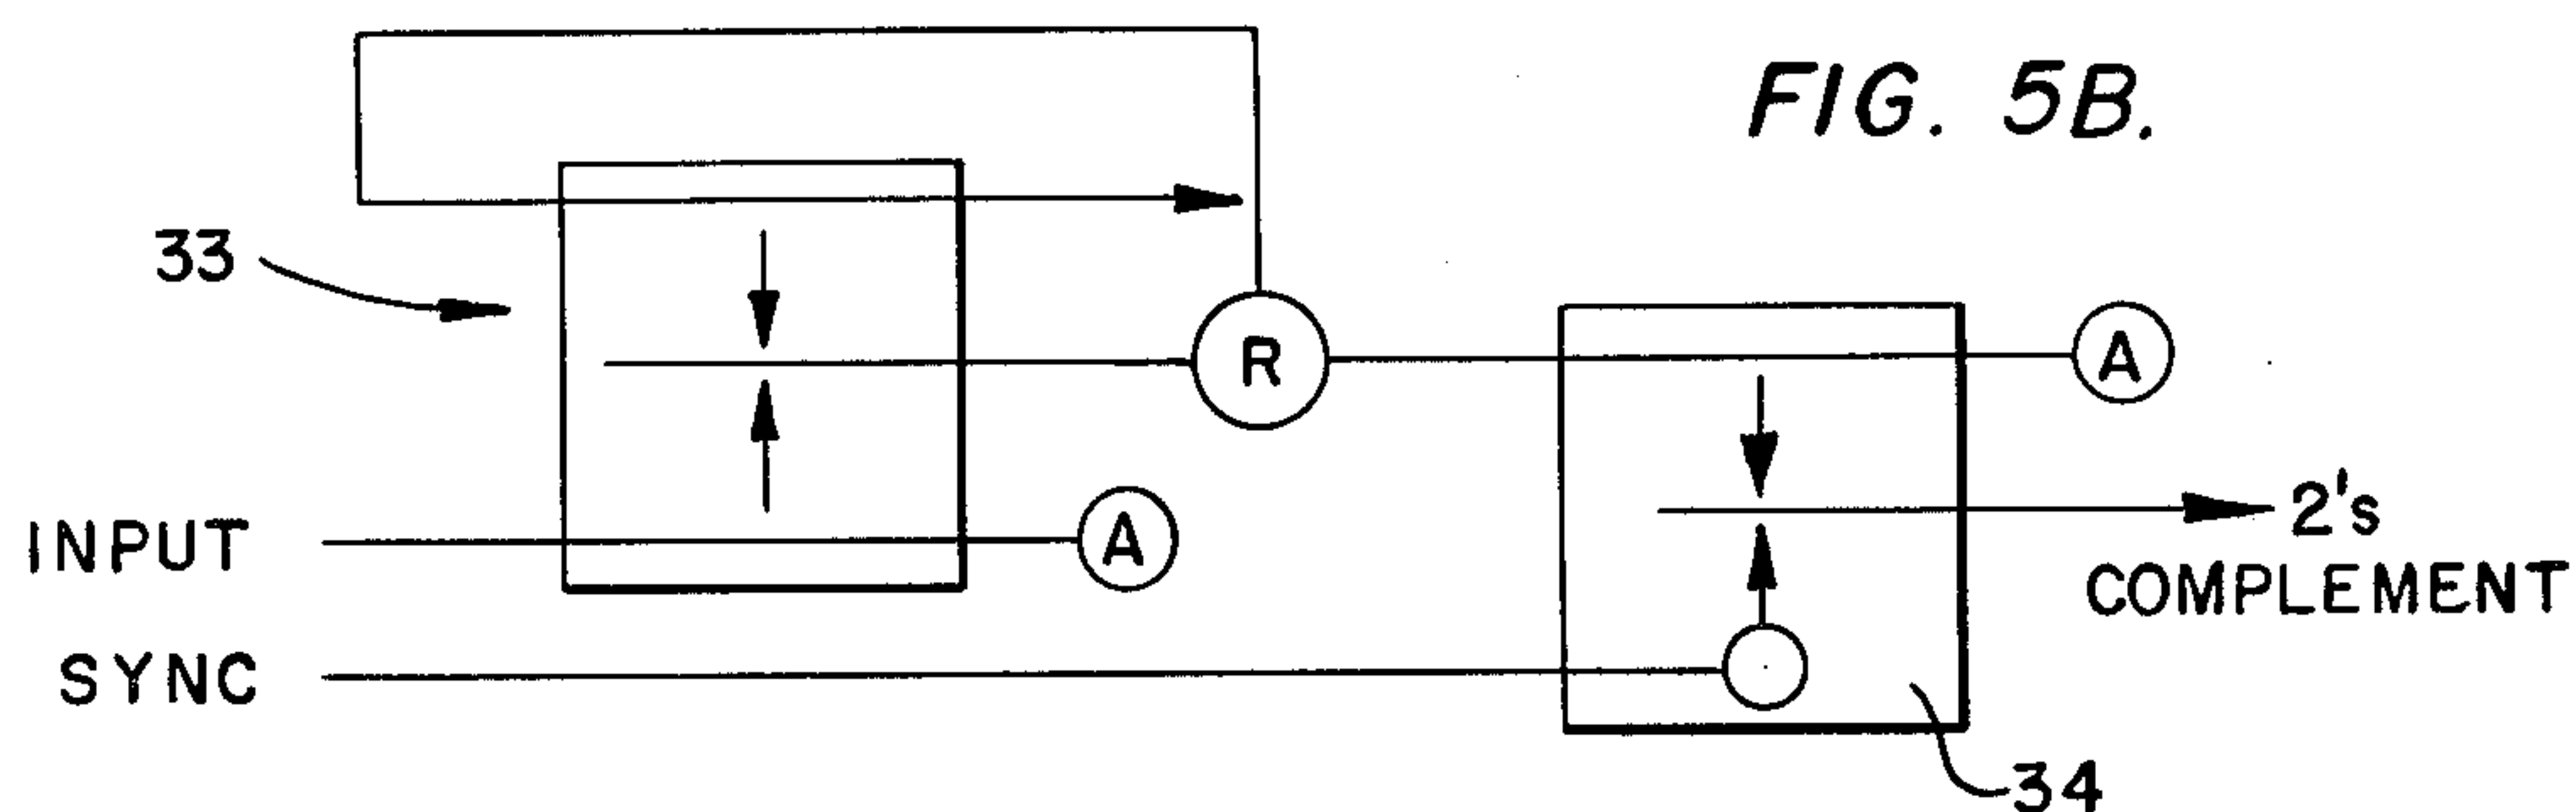 FIG. 5B.
33
R
A
INPUT
A
2's
COMPLEMENT
SYNC
34